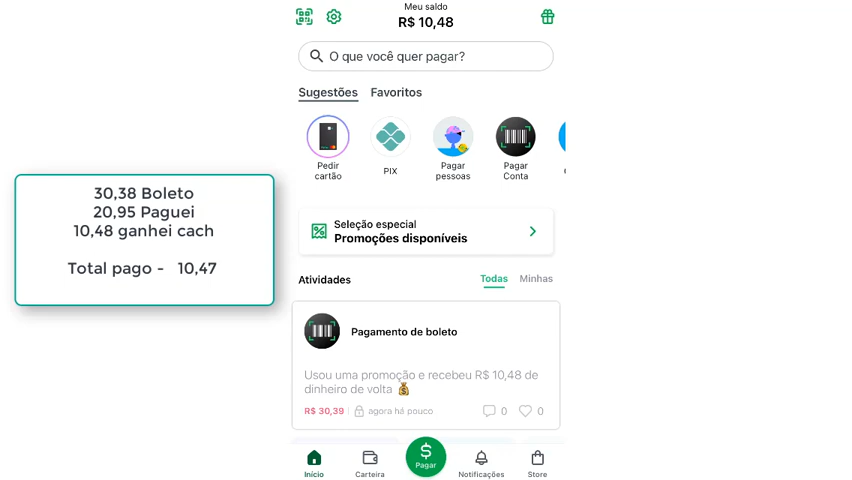 Meu saldo
R$ 10,48
O que você quer pagar?
Sugestões Favoritos
Pedir cartão
PIX
Pagar pessoas
Pagar Conta
30,38 Boleto
20,95 Paguei
10,48 ganhei cach
Total pago - 10,47
Seleção especial
Promoções disponíveis
Atividades Todas Minhas
Pagamento de boleto
Usou uma promoção e recebeu R$ 10,48 de
dinheiro de volta
R$ 30,39 agora há pouco 0 0
$
Início Carteira Pagar Notificações Store